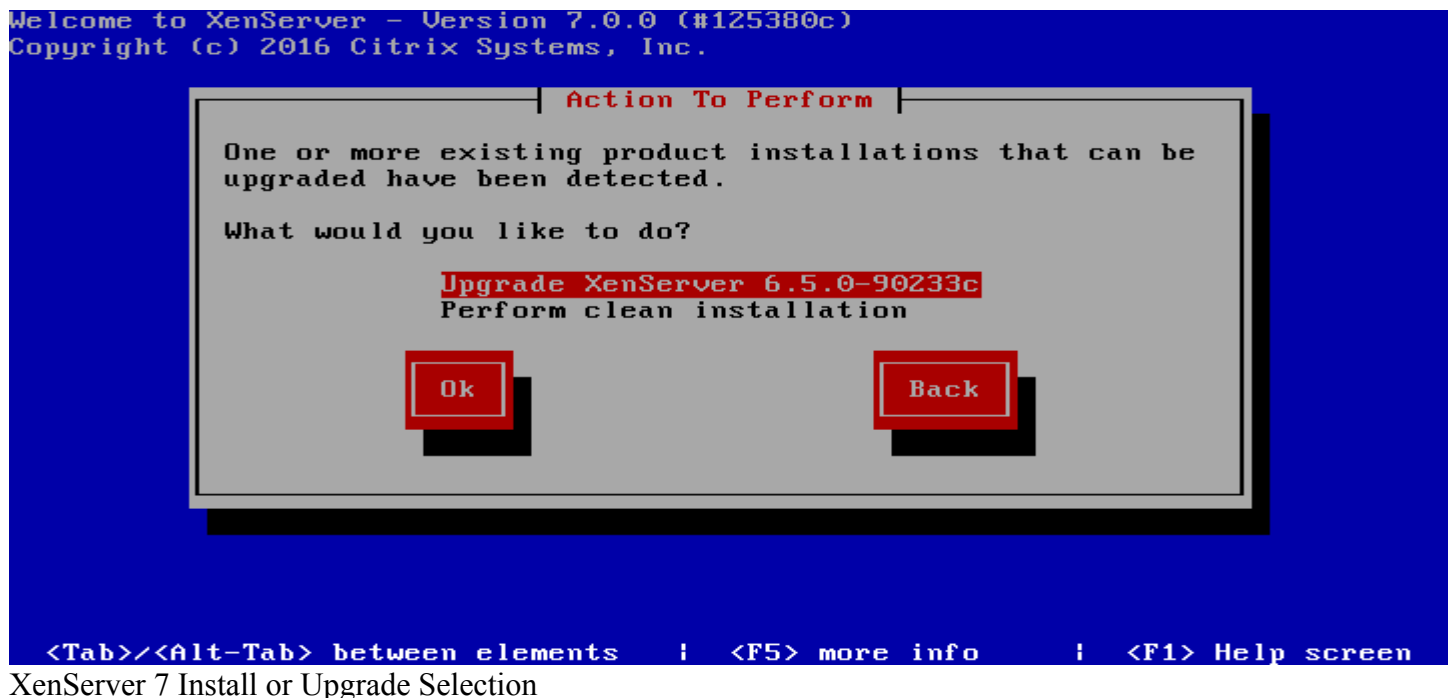 Welcome to XenServer - Version 7.0.0 (#125380c)
Copyright (c) 2016 Citrix Systems, Inc.
Action To Perform
One or more existing product installations that can be
upgraded have been detected.
What would you like to do?
Upgrade XenServer 6.5.0-90233c
Perform clean installation
Ok Back
<Tab>/<Alt-Tab> between elements | <F5> more info | <F1> Help screen
XenServer 7 Install or Upgrade Selection